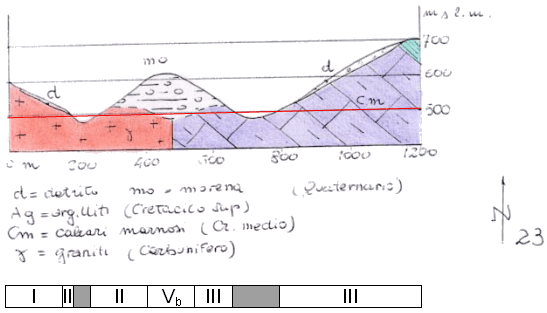 m s l. m.
700
mo
d
600
d
Cm
500
γ
0 m 200 400 600 800 1000 1200
d = detrito mo = morena (Quaternario)
Ag = argilliti (Cretacico sup)
Cm = calcari marnosi (Cr. medio)
γ = graniti (Carbonifero)
N
23
I II II Vb III III